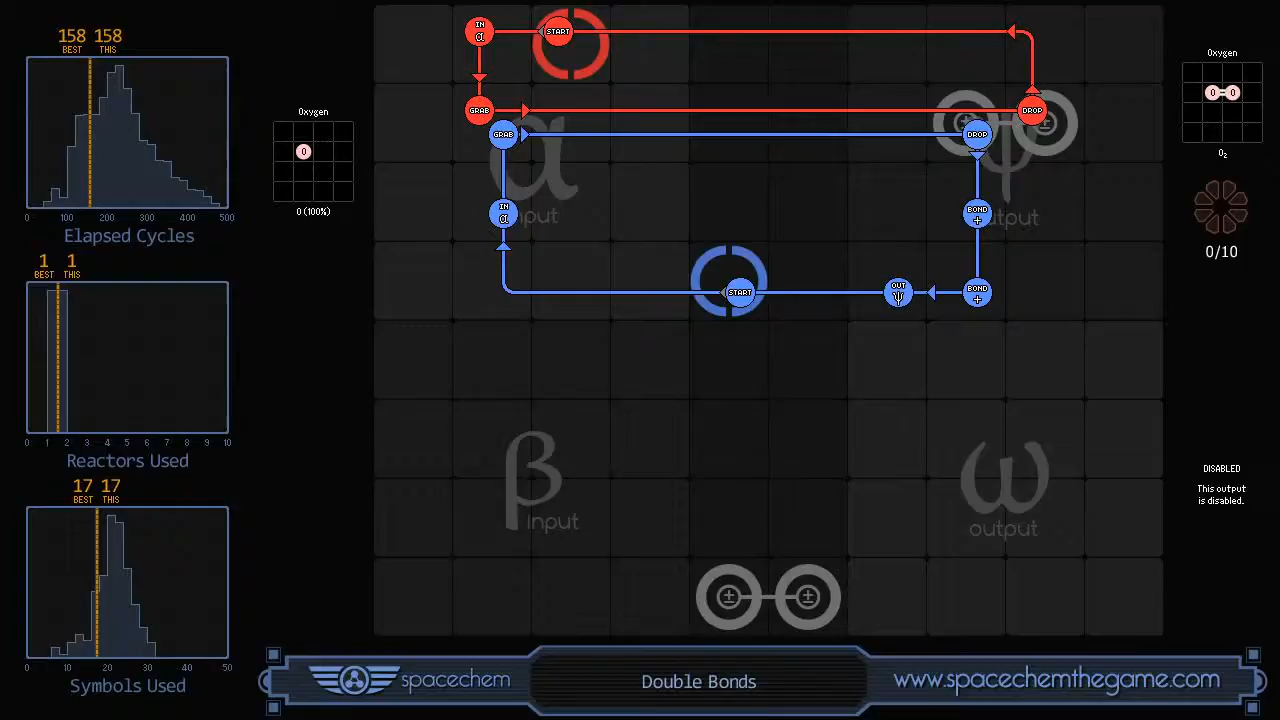 158 158
BEST THIS
0 100 200 300 400 500
Elapsed Cycles
1 1
BEST THIS
0 1 2 3 4 5 6 7 8 9 10
Reactors Used
17 17
BEST THIS
0 10 20 30 40 50
Symbols Used
Oxygen
O
O (100%)
IN α
START
GRAB
DROP
GRAB
DROP
IN α
BOND +
START
OUT ψ
BOND +
α input
ψ output
β input
ω output
± ±
± ±
Oxygen
O=O
O₂
0/10
DISABLED
This output
is disabled.
spacechem
Double Bonds
www.spacechemthegame.com